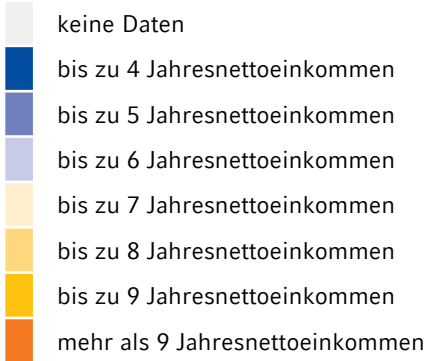 keine Daten
bis zu 4 Jahresnettoeinkommen
bis zu 5 Jahresnettoeinkommen
bis zu 6 Jahresnettoeinkommen
bis zu 7 Jahresnettoeinkommen
bis zu 8 Jahresnettoeinkommen
bis zu 9 Jahresnettoeinkommen
mehr als 9 Jahresnettoeinkommen